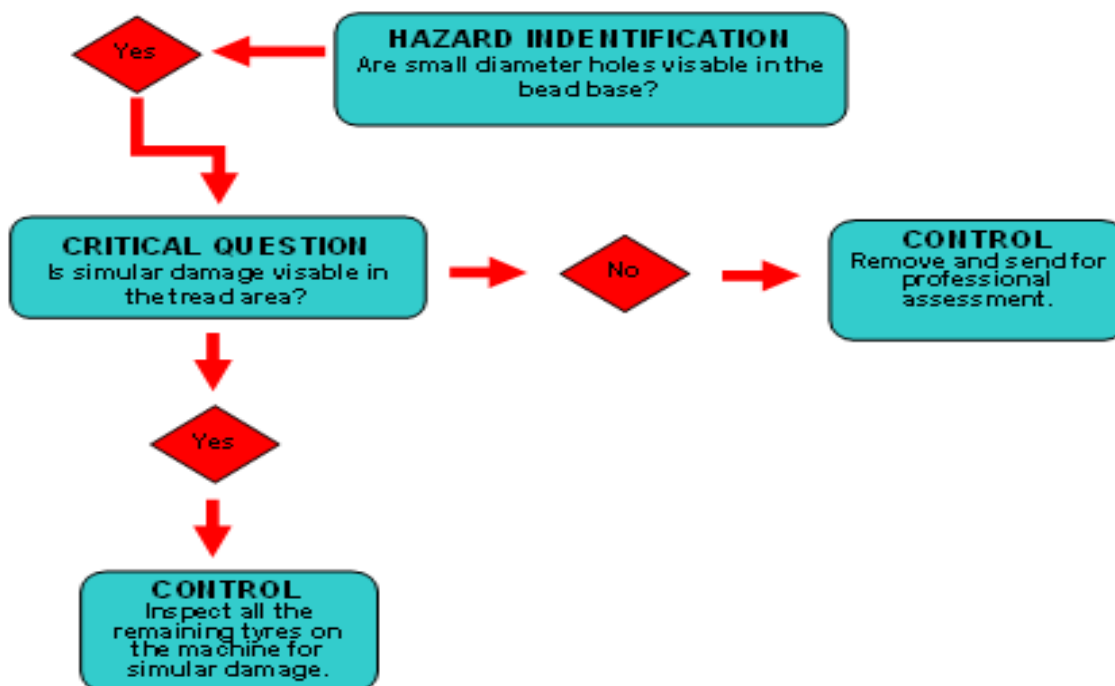 HAZARD INDENTIFICATION
Are small diameter holes visable in the
bead base?
Yes
CRITICAL QUESTION
Is simular damage visable in
the tread area?
No
CONTROL
Remove and send for
professional
assessment.
Yes
CONTROL
Inspect all the
remaining tyres on
the machine for
simular damage.